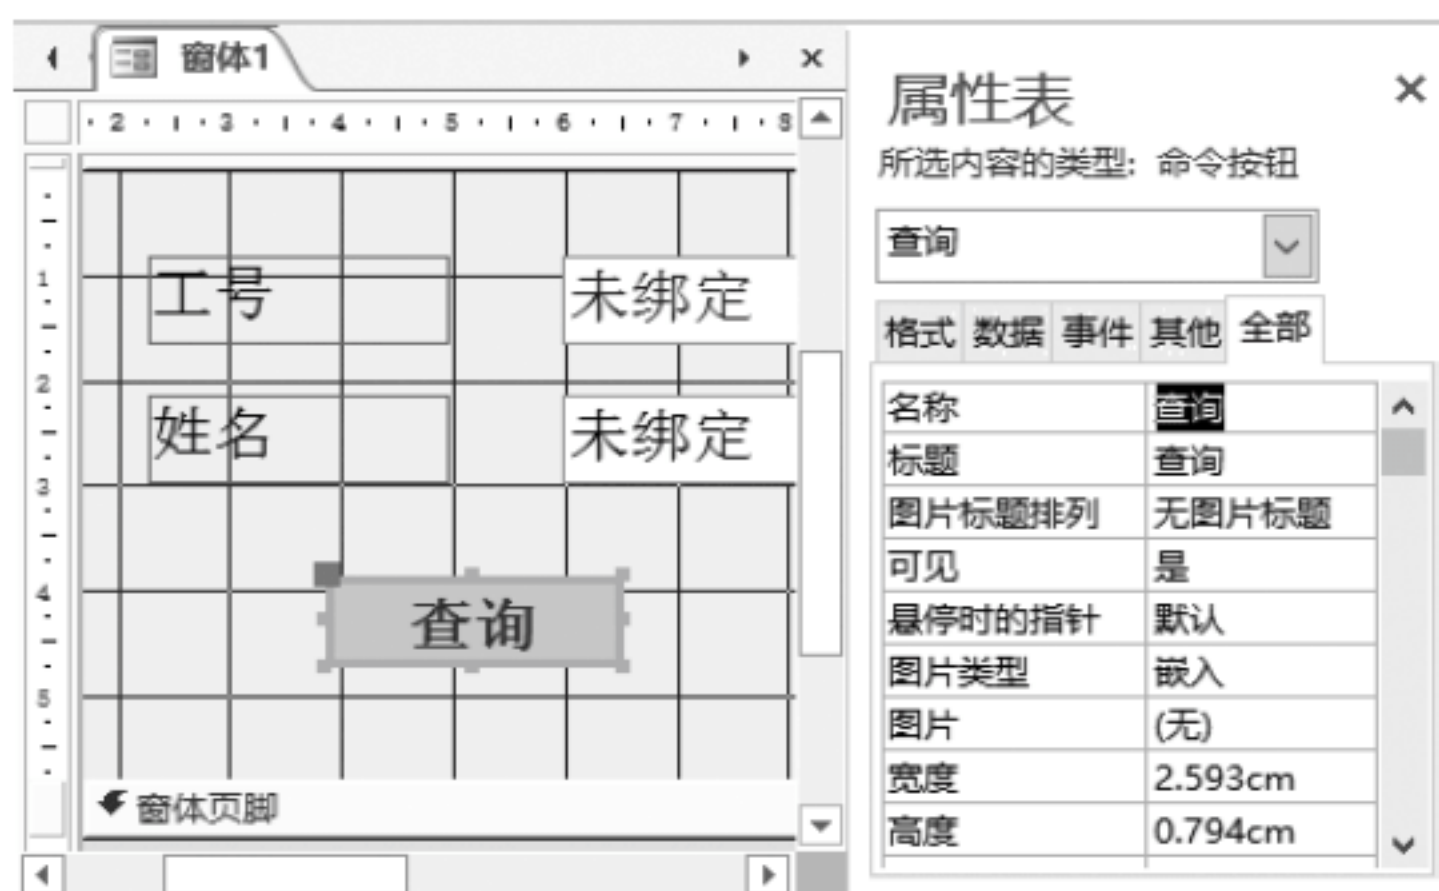 窗体1
2 3 4 5 6 7 8
1
工号 未绑定
2
姓名 未绑定
3
4
查询
5
窗体页脚
属性表
所选内容的类型: 命令按钮
查询
格式 数据 事件 其他 全部
名称 查询
标题 查询
图片标题排列 无图片标题
可见 是
悬停时的指针 默认
图片类型 嵌入
图片 (无)
宽度 2.593cm
高度 0.794cm